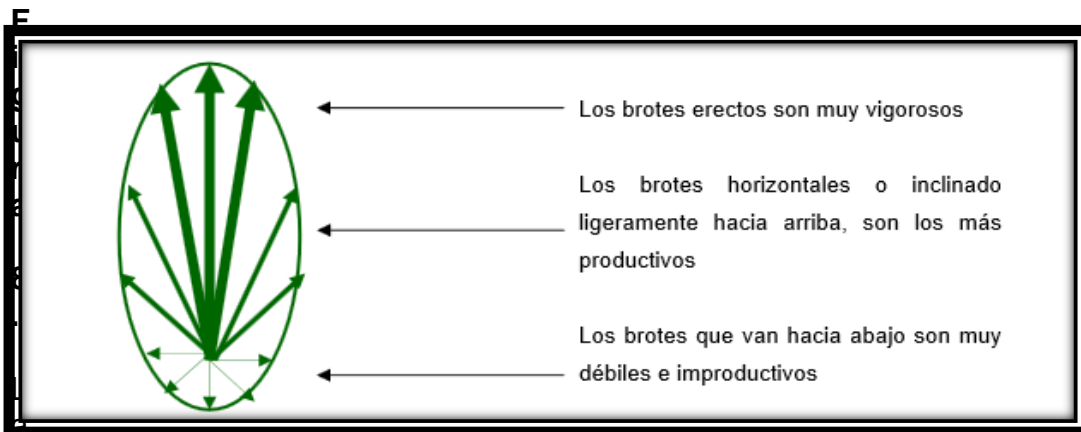 Los brotes erectos son muy vigorosos
Los brotes horizontales o inclinado
ligeramente hacia arriba, son los más
productivos
Los brotes que van hacia abajo son muy
débiles e improductivos